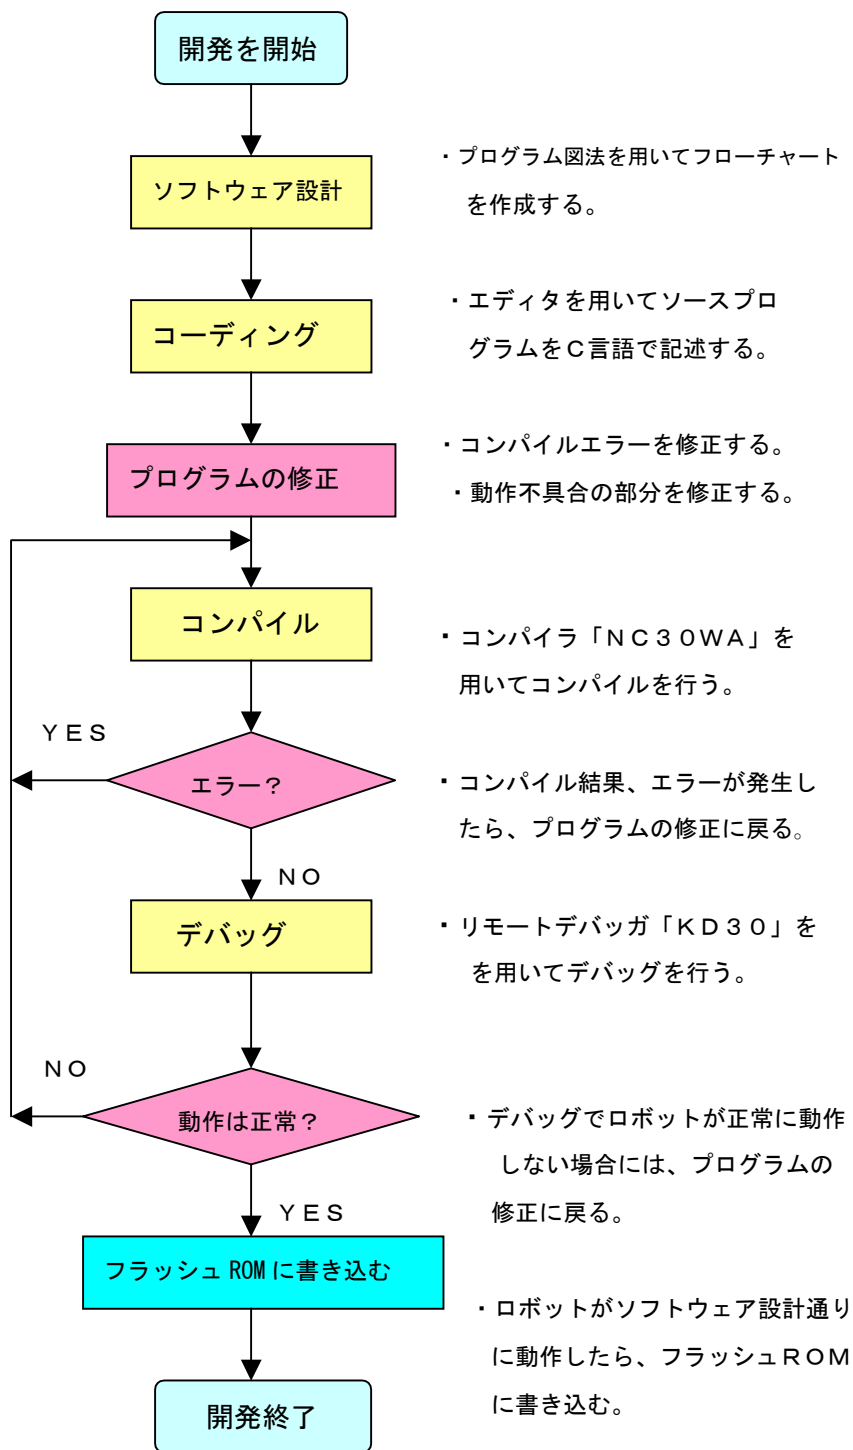 開発を開始
ソフトウェア設計
・プログラム図法を用いてフローチャート
を作成する。
コーディング
・エディタを用いてソースプロ
グラムをC言語で記述する。
プログラムの修正
・コンパイルエラーを修正する。
・動作不具合の部分を修正する。
コンパイル
・コンパイラ「NC30WA」を
用いてコンパイルを行う。
YES
エラー?
・コンパイル結果、エラーが発生し
たら、プログラムの修正に戻る。
NO
デバッグ
・リモートデバッガ「KD30」を
を用いてデバッグを行う。
NO
動作は正常?
・デバッグでロボットが正常に動作
しない場合には、プログラムの
修正に戻る。
YES
フラッシュROMに書き込む
・ロボットがソフトウェア設計通り
に動作したら、フラッシュROM
に書き込む。
開発終了